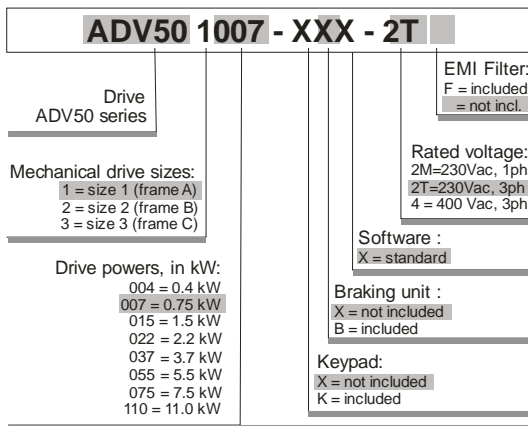 ADV50 1007 - XXX - 2T
EMI Filter:
F = included
= not incl.
Drive
ADV50 series
Rated voltage:
2M=230Vac, 1ph
2T=230Vac, 3ph
4 = 400 Vac, 3ph
Mechanical drive sizes:
1 = size 1 (frame A)
2 = size 2 (frame B)
3 = size 3 (frame C)
Software :
X = standard
Drive powers, in kW:
004 = 0.4 kW
007 = 0.75 kW
015 = 1.5 kW
022 = 2.2 kW
037 = 3.7 kW
055 = 5.5 kW
075 = 7.5 kW
110 = 11.0 kW
Braking unit :
X = not included
B = included
Keypad:
X = not included
K = included